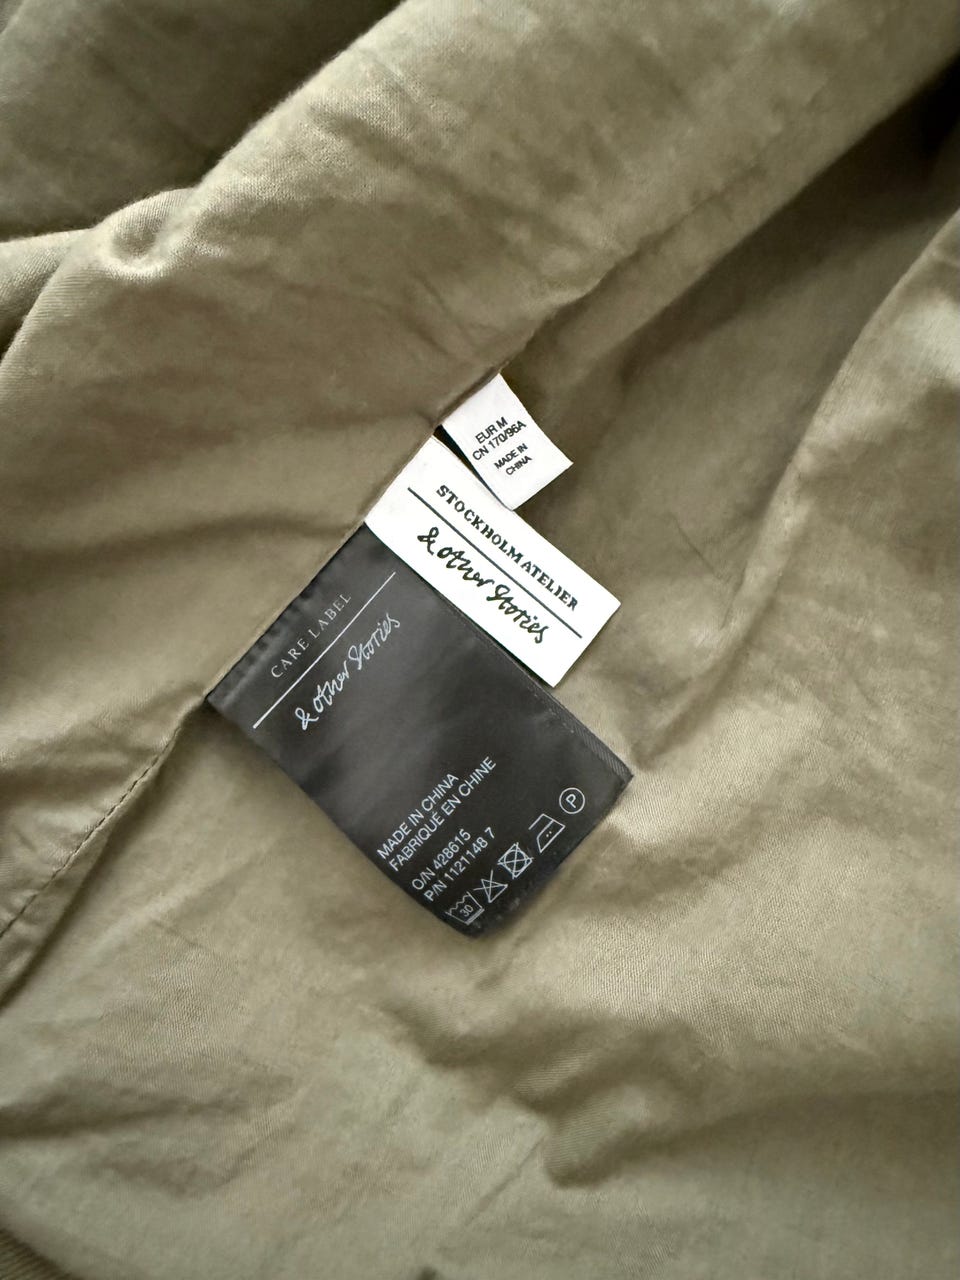 EUR M
CN 170/96A
MADE IN
CHINA
STOCKHOLM ATELIER
& other Stories
CARE LABEL
& other Stories
MADE IN CHINA
FABRIQUÉ EN CHINE
O/N 428615
P/N 1121148 7
30
P